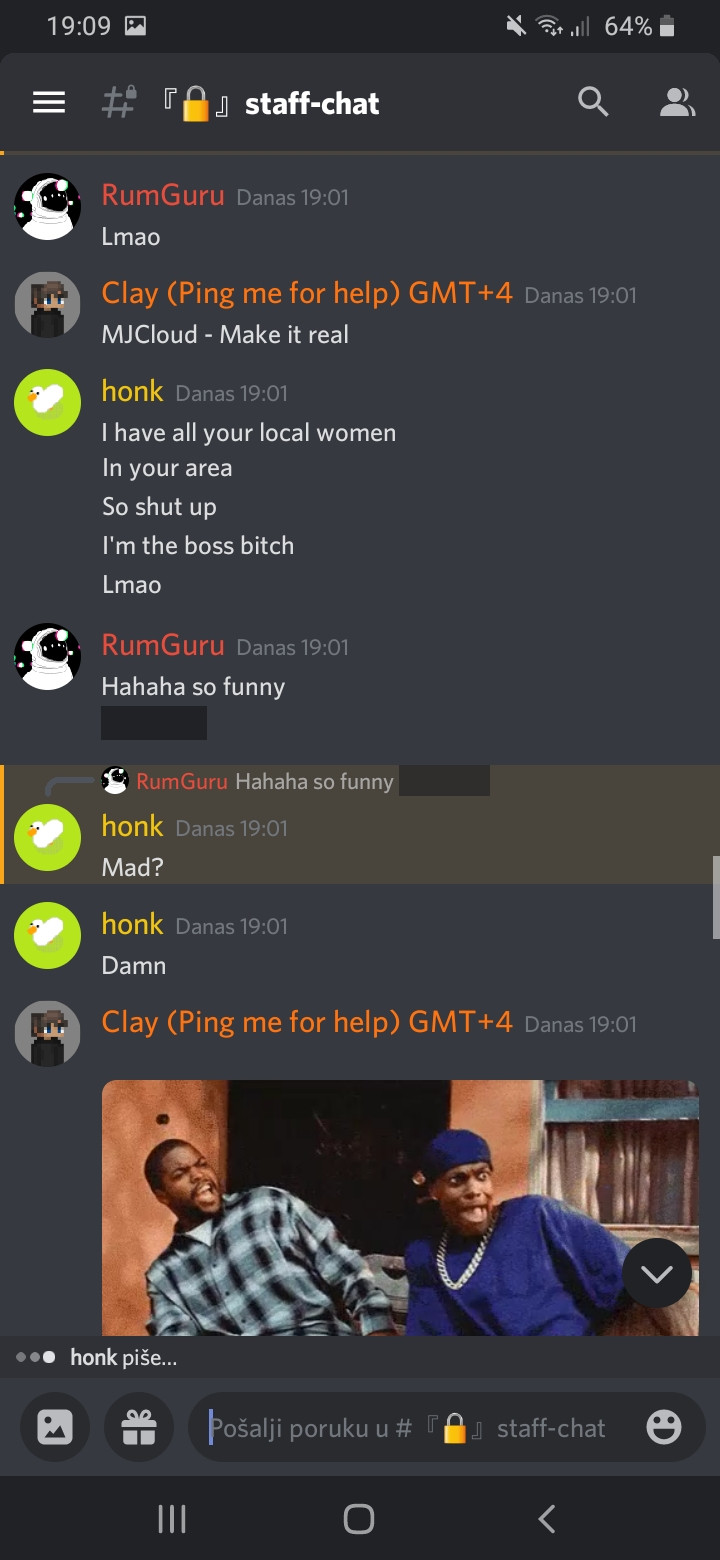 19:09 64%
# 『🔒』 staff-chat
RumGuru Danas 19:01
Lmao
Clay (Ping me for help) GMT+4 Danas 19:01
MJCloud - Make it real
honk Danas 19:01
I have all your local women
In your area
So shut up
I'm the boss bitch
Lmao
RumGuru Danas 19:01
Hahaha so funny
RumGuru Hahaha so funny
honk Danas 19:01
Mad?
honk Danas 19:01
Damn
Clay (Ping me for help) GMT+4 Danas 19:01
honk piše...
Pošalji poruku u # 『🔒』 staff-chat